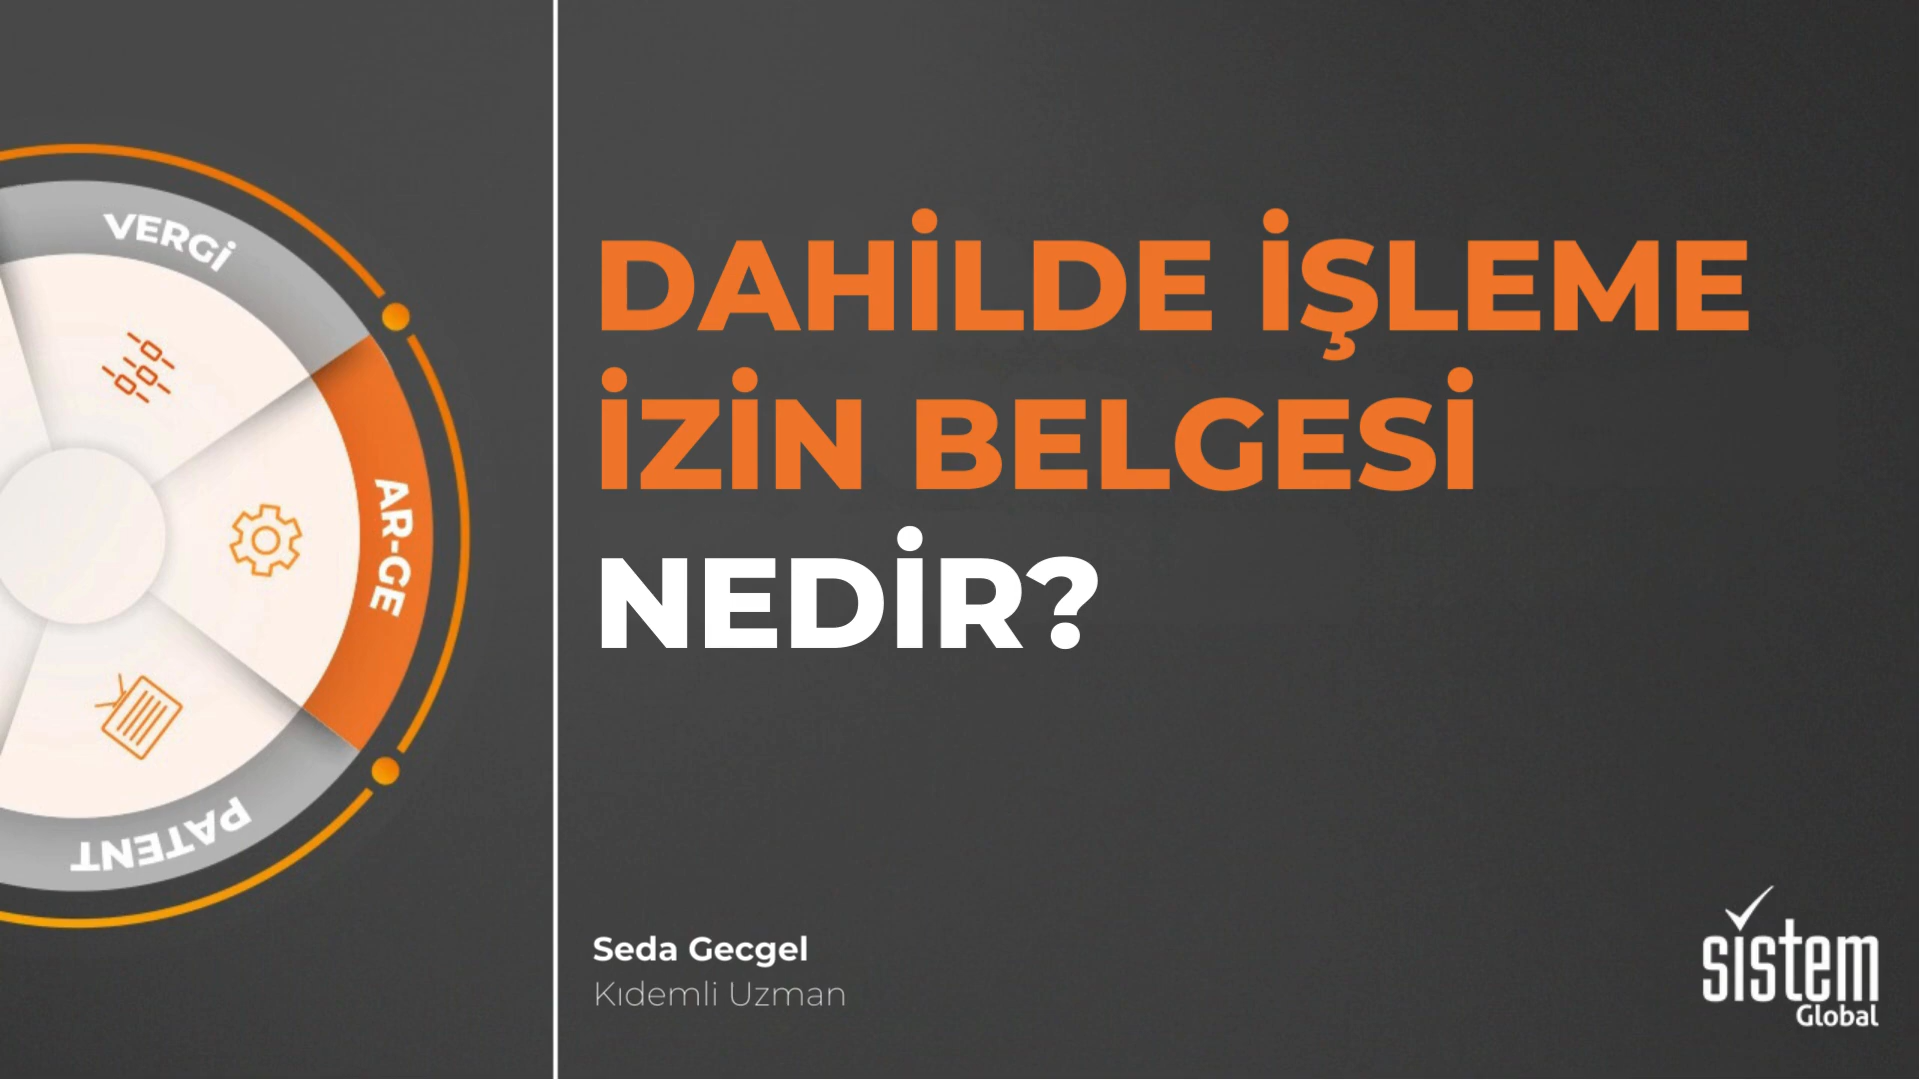 VERGİ
AR-GE
PATENT
DAHİLDE İŞLEME
İZİN BELGESİ
NEDİR?
Seda Gecgel
Kıdemli Uzman
sistem
Global